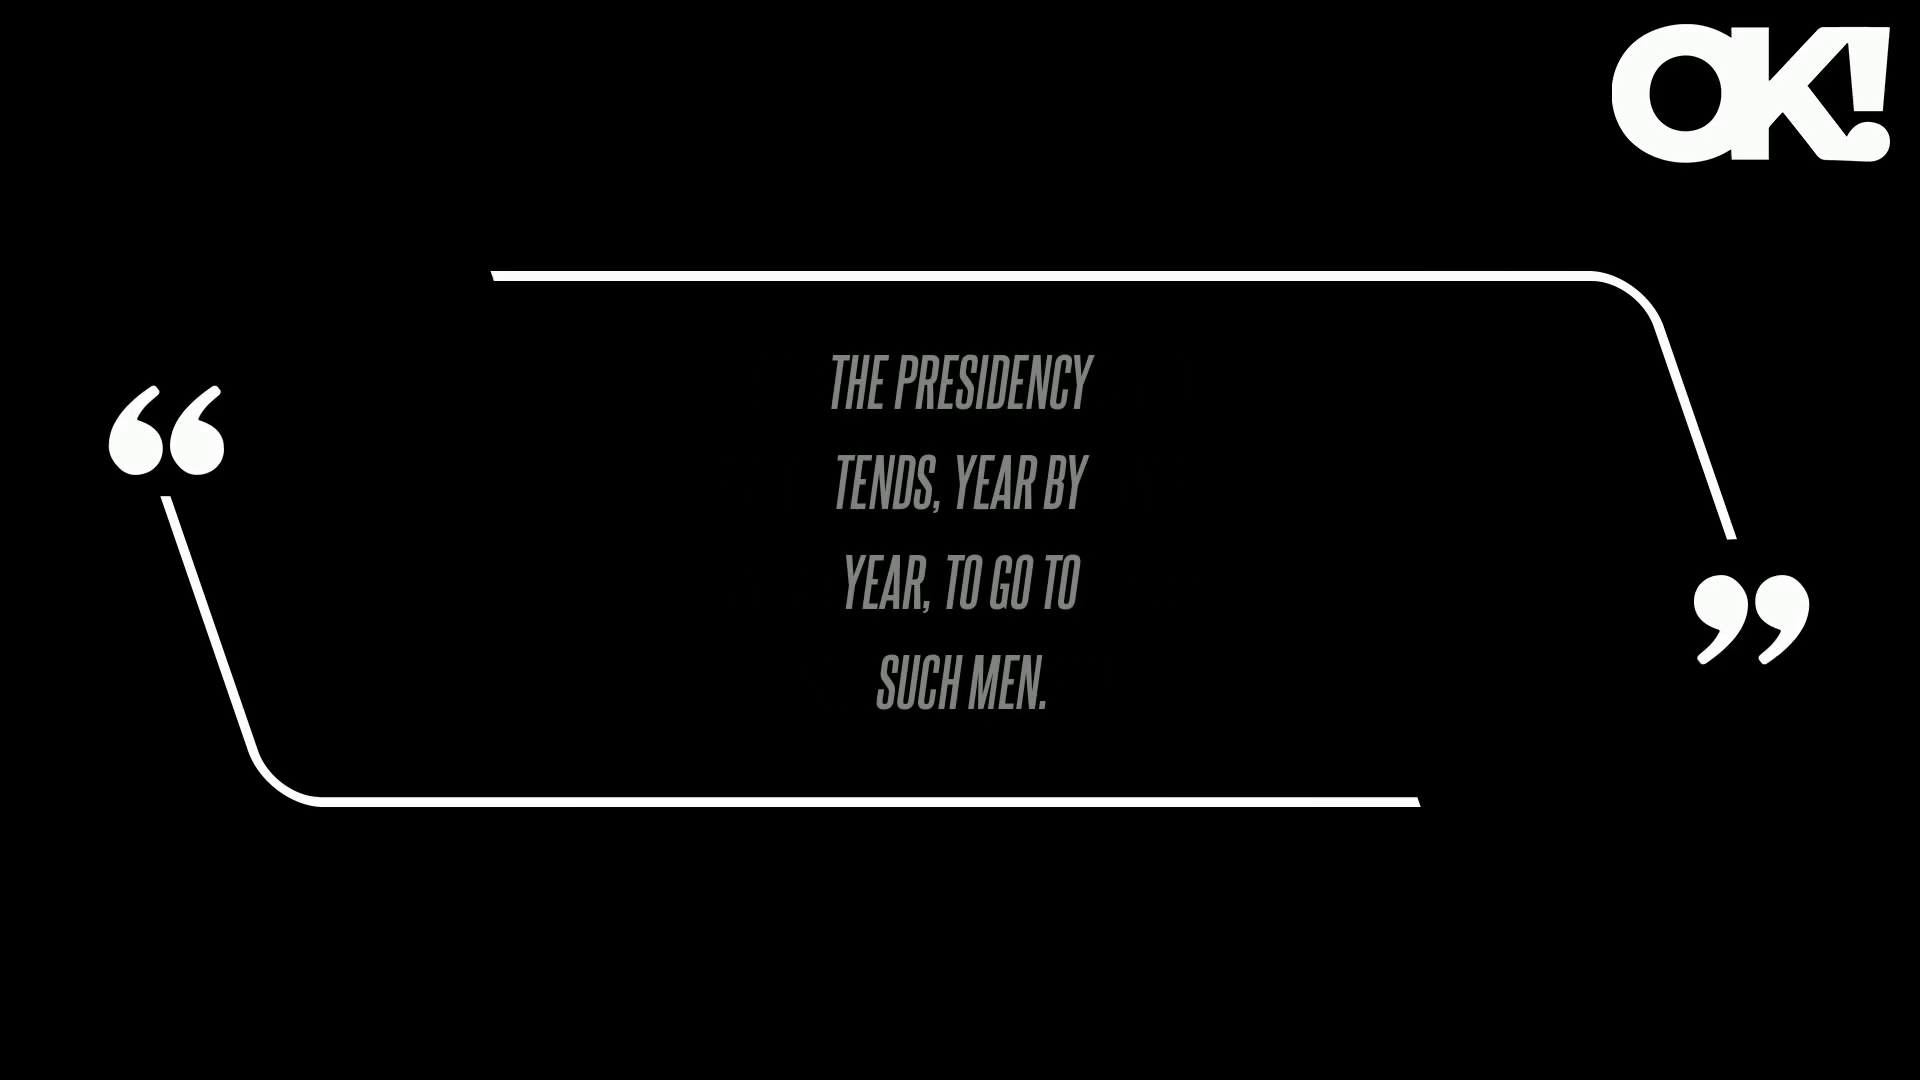 OK!
“
THE PRESIDENCY
TENDS, YEAR BY
YEAR, TO GO TO
SUCH MEN.
”